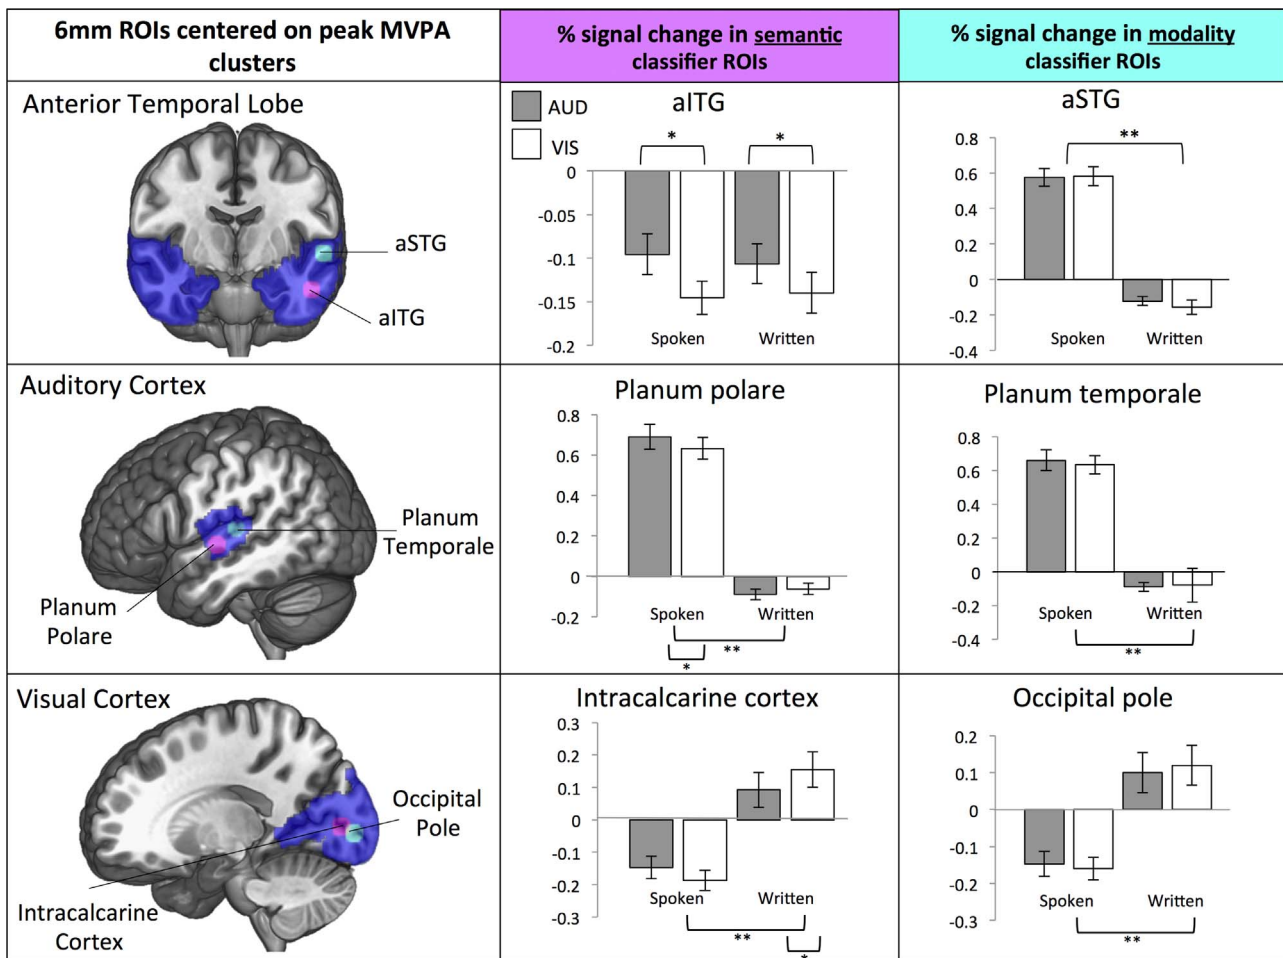 6mm ROIs centered on peak MVPA
clusters
% signal change in semantic
classifier ROIs
% signal change in modality
classifier ROIs
Anterior Temporal Lobe
aSTG
aITG
aITG
AUD
VIS
*
*
0
-0.05
-0.1
-0.15
-0.2
Spoken
Written
aSTG
**
0.8
0.6
0.4
0.2
0
-0.2
-0.4
Spoken
Written
Auditory Cortex
Planum
Temporale
Planum
Polare
Planum polare
0.8
0.6
0.4
0.2
0
-0.2
Spoken
Written
**
*
Planum temporale
0.8
0.6
0.4
0.2
0
-0.2
-0.4
Spoken
Written
**
Visual Cortex
Occipital
Pole
Intracalcarine
Cortex
Intracalcarine cortex
0.3
0.2
0.1
0
-0.1
-0.2
-0.3
Spoken
Written
**
*
Occipital pole
0.2
0.1
0
-0.1
-0.2
-0.3
Spoken
Written
**